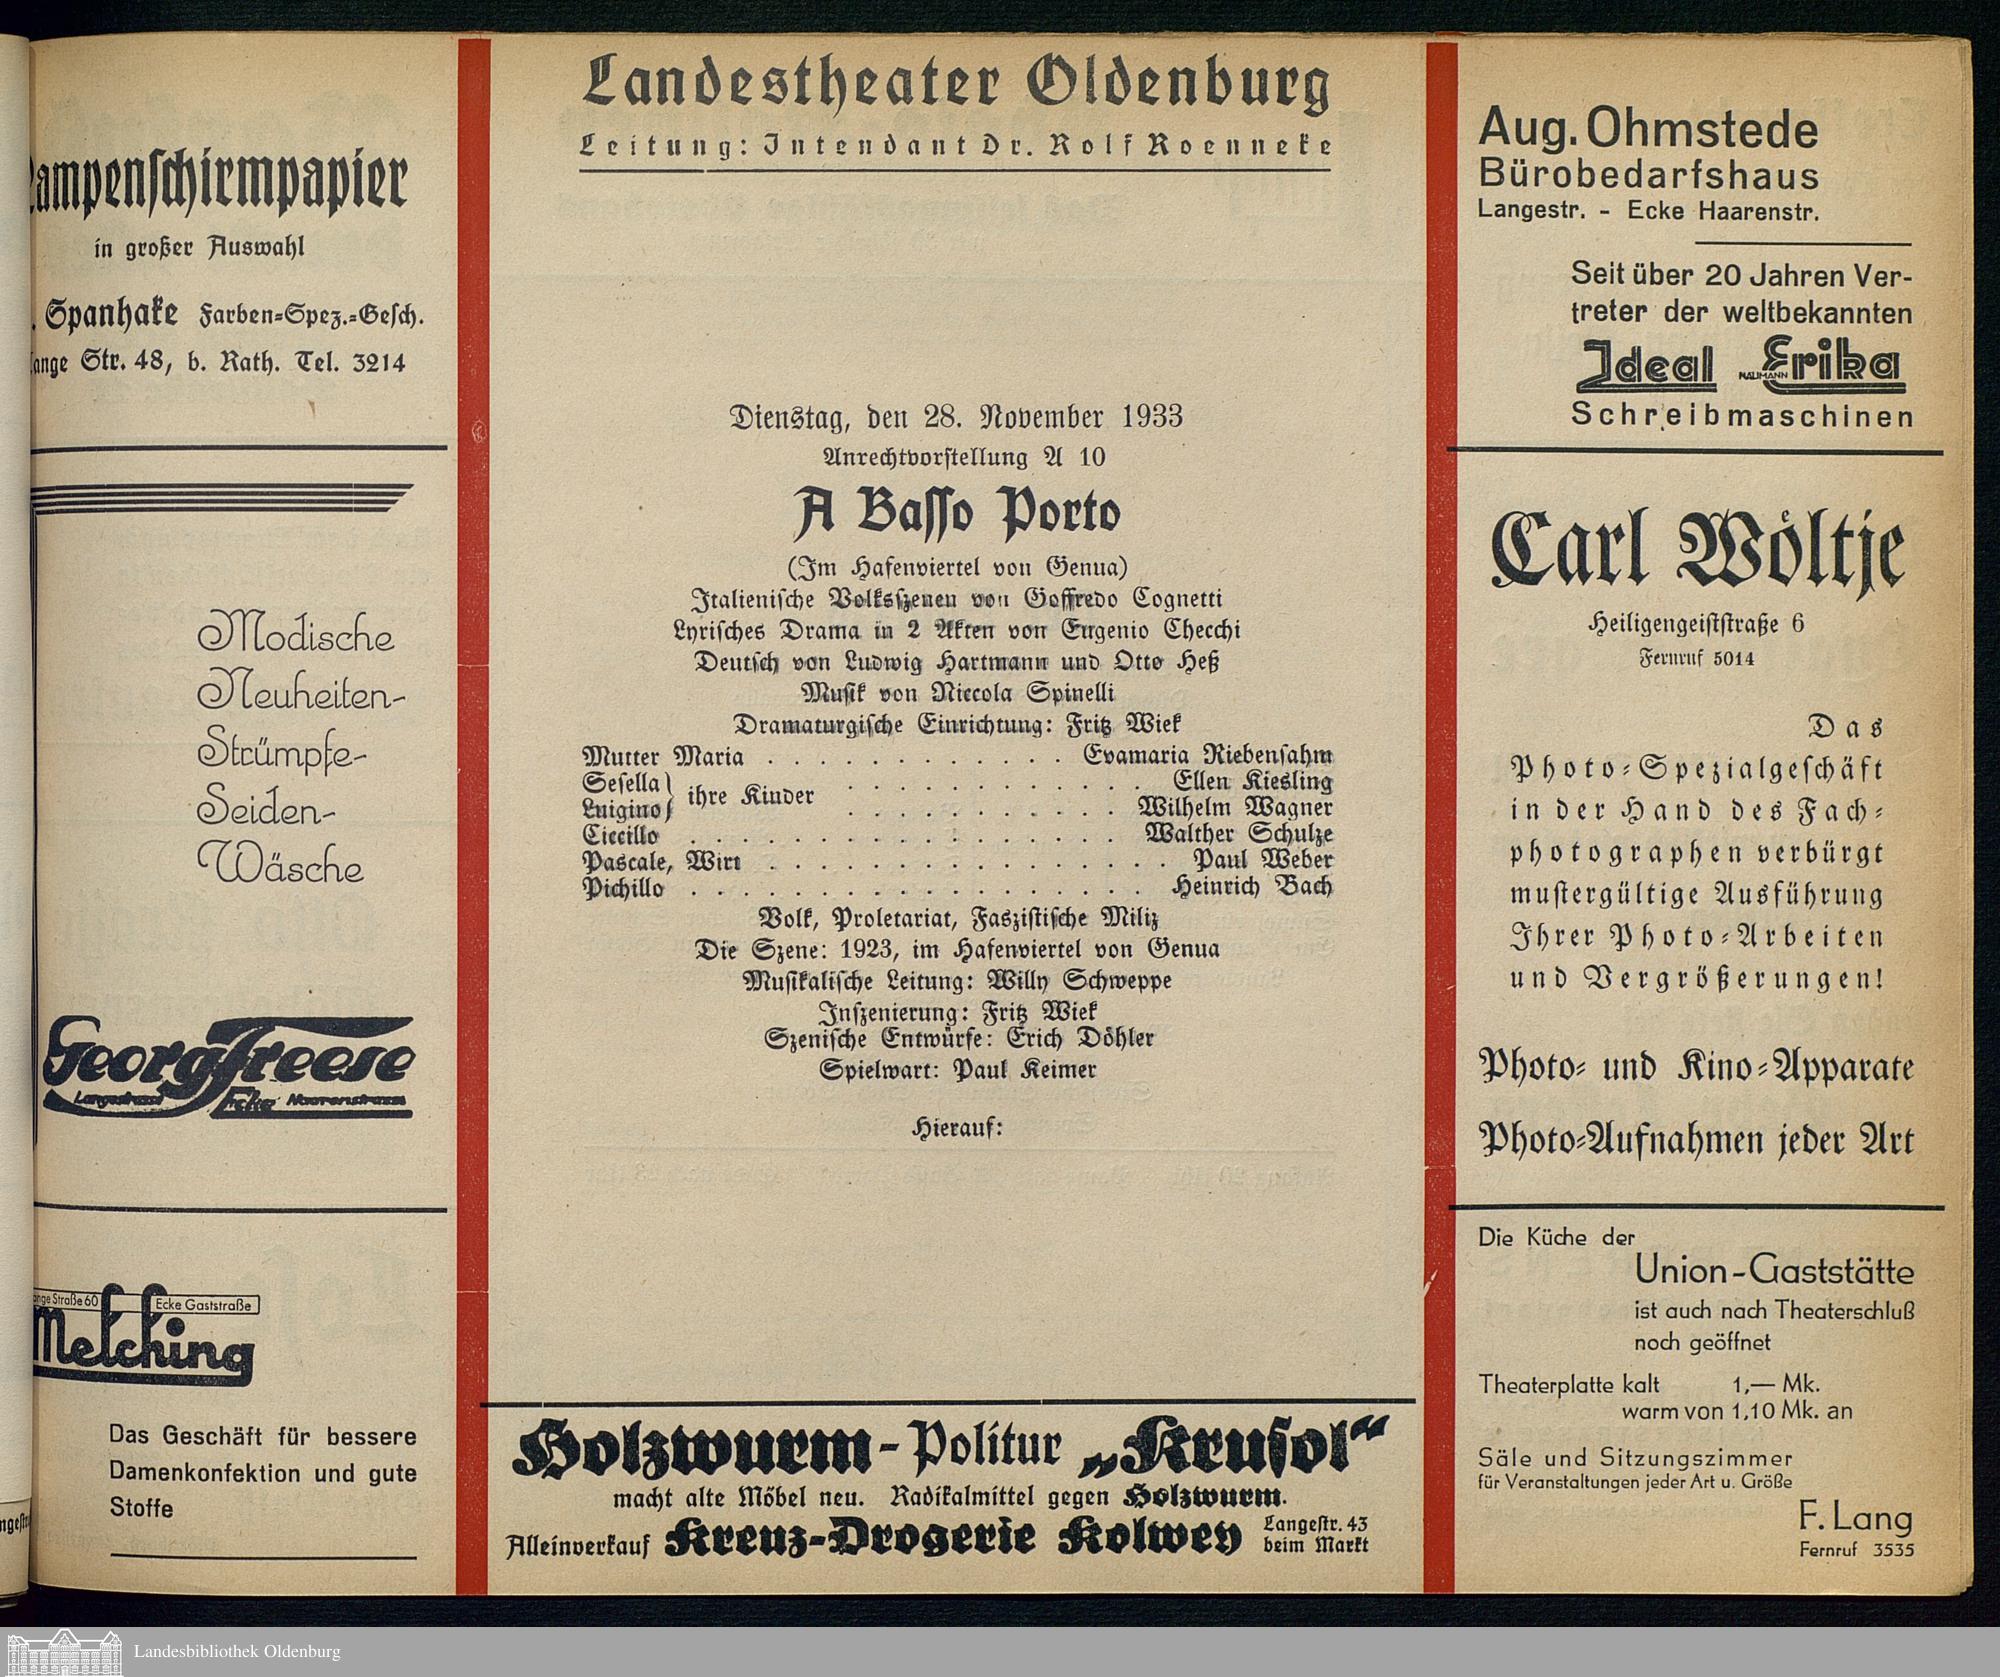 Lampenschirmpapier
in großer Auswahl
. Spanhake Farben-Spez.-Gesch.
Lange Str. 48, b. Rath. Tel. 3214
Modische
Neuheiten-
Strümpfe-
Seiden-
Wäsche
Georg Freese
Langestrasse Ecke Haarenstrasse
Lange Straße 60 Ecke Gaststraße
Melching
Das Geschäft für bessere
Damenkonfektion und gute
Stoffe
Landestheater Oldenburg
Leitung: Intendant Dr. Rolf Roenneke
Dienstag, den 28. November 1933
Anrechtvorstellung A 10
A Basso Porto
(Im Hafenviertel von Genua)
Italienische Volksszenen von Goffredo Cognetti
Lyrisches Drama in 2 Akten von Eugenio Checchi
Deutsch von Ludwig Hartmann und Otto Heß
Musik von Niccola Spinelli
Dramaturgische Einrichtung: Fritz Wiek
Mutter Maria . . . . . . . . . . . . Evamaria Riebensahm
Sesella } ihre Kinder . . . . . . . . . . . . Ellen Kiesling
Luigino } . . . . . . . . . . . Wilhelm Wagner
Ciccillo . . . . . . . . . . . . . . . . . Walther Schulze
Pascale, Wirt . . . . . . . . . . . . . . . . Paul Weber
Pichillo . . . . . . . . . . . . . . . . . . Heinrich Bach
Volk, Proletariat, Faszistische Miliz
Die Szene: 1923, im Hafenviertel von Genua
Musikalische Leitung: Willy Schweppe
Inszenierung: Fritz Wiek
Szenische Entwürfe: Erich Döhler
Spielwart: Paul Keimer
Hierauf:
Holzwurm-Politur „Krusol“
macht alte Möbel neu. Radikalmittel gegen Holzwurm.
Alleinverkauf Kreuz-Drogerie Kolwey Langestr. 43
beim Markt
Aug. Ohmstede
Bürobedarfshaus
Langestr. - Ecke Haarenstr.
Seit über 20 Jahren Ver-
treter der weltbekannten
Ideal NAUMANN Erika
Schreibmaschinen
Carl Wöltje
Heiligengeiststraße 6
Fernruf 5014
Das
Photo-Spezialgeschäft
in der Hand des Fach-
photographen verbürgt
mustergültige Ausführung
Ihrer Photo-Arbeiten
und Vergrößerungen!
Photo- und Kino-Apparate
Photo-Aufnahmen jeder Art
Die Küche der
Union-Gaststätte
ist auch nach Theaterschluß
noch geöffnet
Theaterplatte kalt 1,— Mk.
warm von 1,10 Mk. an
Säle und Sitzungszimmer
für Veranstaltungen jeder Art u. Größe
F. Lang
Fernruf 3535
Landesbibliothek Oldenburg